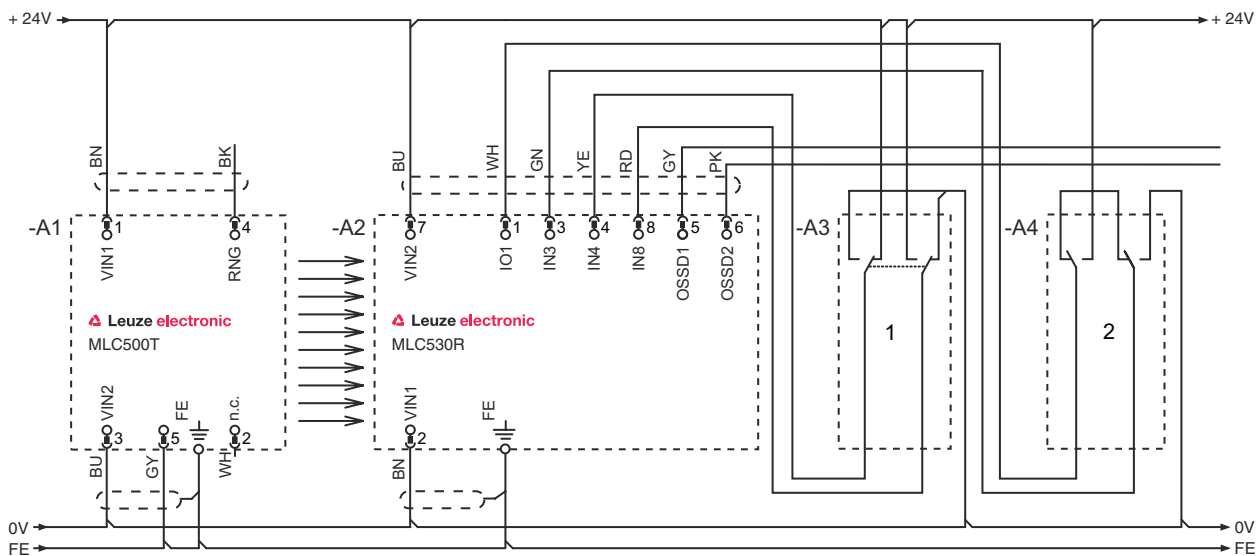 + 24V
+ 24V
BN
BK
BU
WH
GN
YE
RD
GY
PK
-A1
1
4
-A2
7
1
3
4
8
5
6
-A3
-A4
VIN1
RNG
VIN2
IO1
IN3
IN4
IN8
OSSD1
OSSD2
Leuze electronic
MLC500T
Leuze electronic
MLC530R
1
2
VIN2
FE
n.c.
VIN1
FE
3
5
2
2
BU
GY
WH
BN
0V
0V
FE
FE